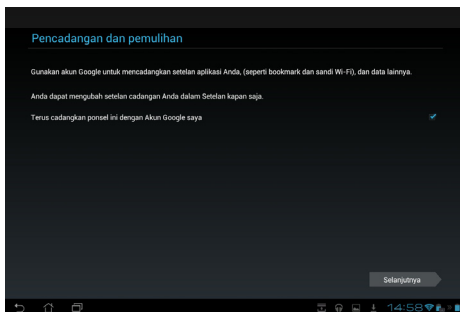 Pencadangan dan pemulihan
Gunakan akun Google untuk mencadangkan setelan aplikasi Anda, (seperti bookmark dan sandi Wi-Fi), dan data lainnya.
Anda dapat mengubah setelan cadangan Anda dalam Setelan kapan saja.
Terus cadangkan ponsel ini dengan Akun Google saya
Selanjutnya
14:58